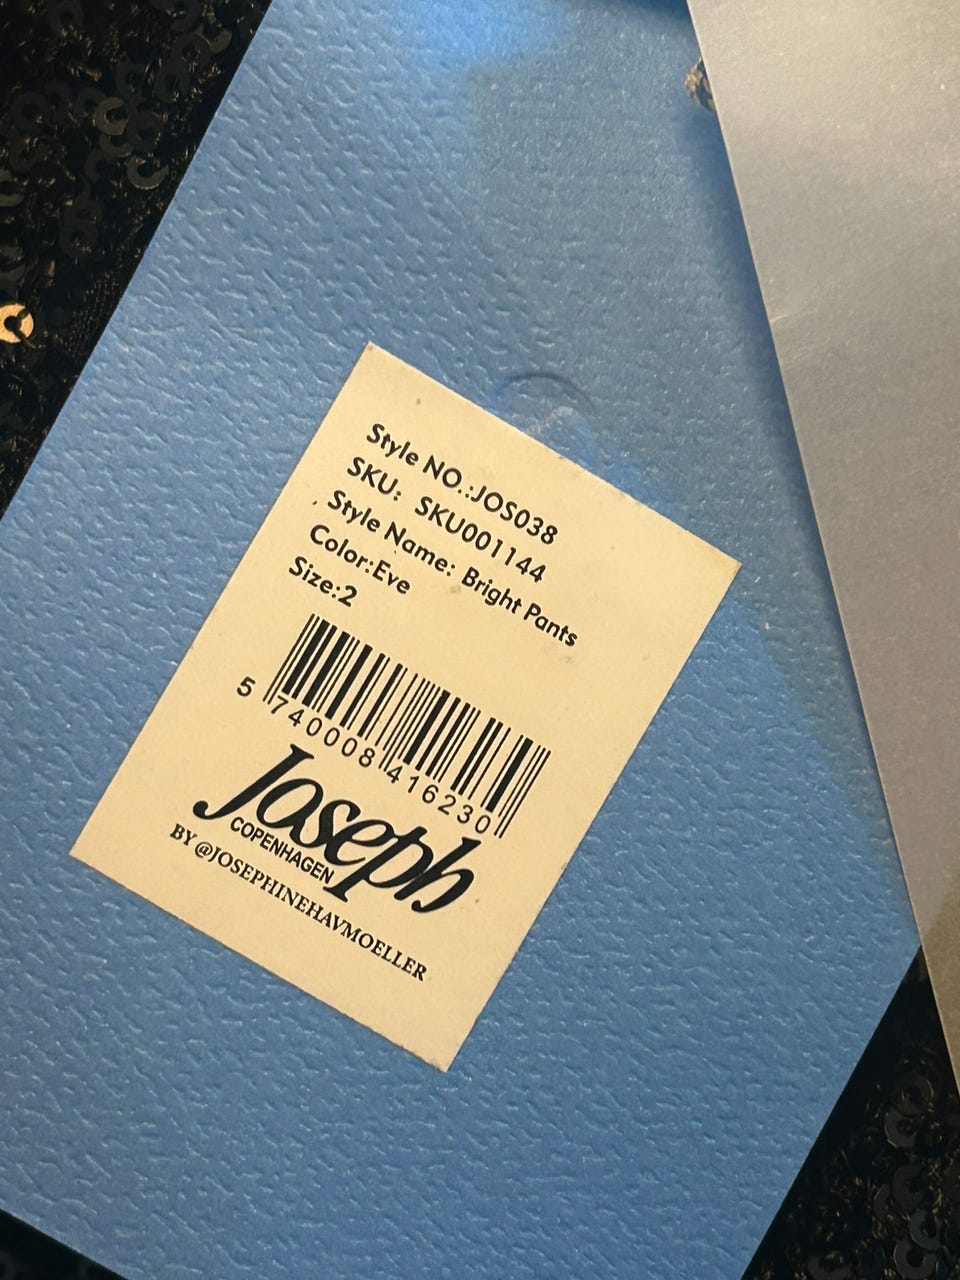 Style NO.:JOS038
SKU: SKU001144
Style Name: Bright Pants
Color:Eve
Size:2
5 740008 416230
Joseph
COPENHAGEN
BY @JOSEPHINEHAVMOELLER